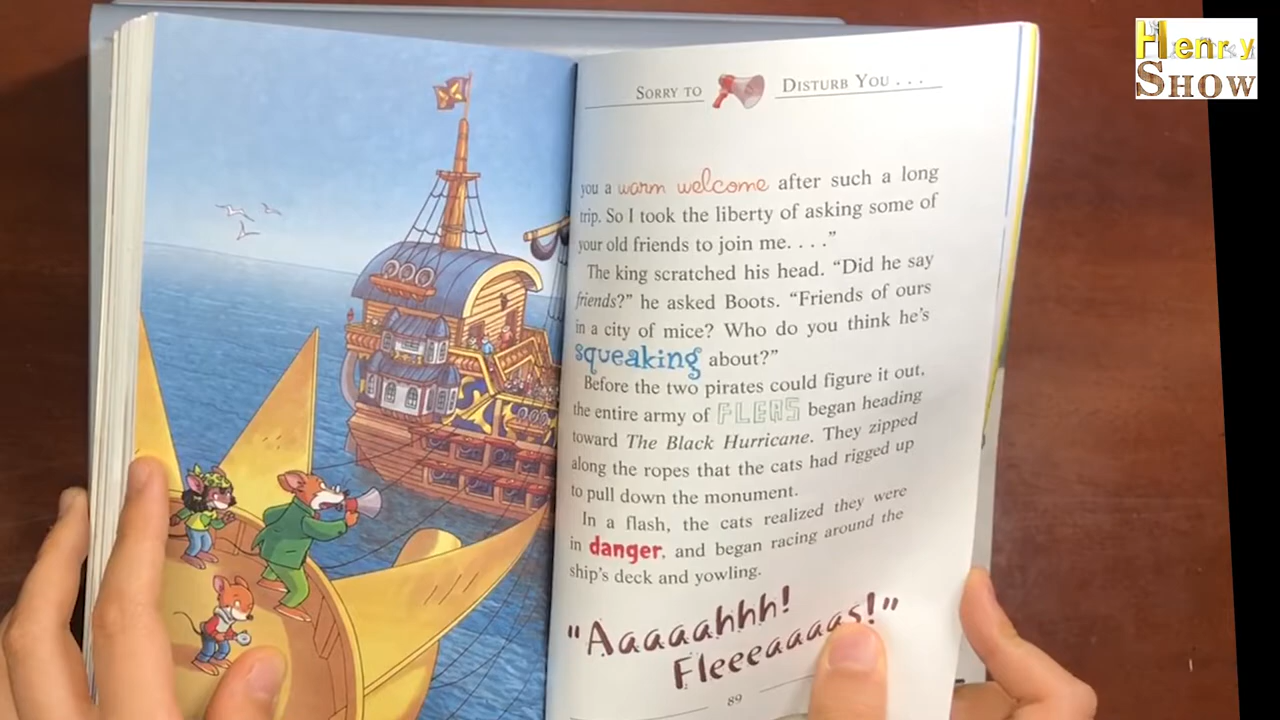 Henry
SHOW
SORRY TO DISTURB YOU . . .
you a warm welcome after such a long
trip. So I took the liberty of asking some of
your old friends to join me. . . .”
The king scratched his head. “Did he say
friends?” he asked Boots. “Friends of ours
in a city of mice? Who do you think he’s
squeaking about?”
Before the two pirates could figure it out,
the entire army of FLEAS began heading
toward The Black Hurricane. They zipped
along the ropes that the cats had rigged up
to pull down the monument.
In a flash, the cats realized they were
in danger, and began racing around the
ship’s deck and yowling.
“Aaaaahhh!
Fleeeaaaas!”
89